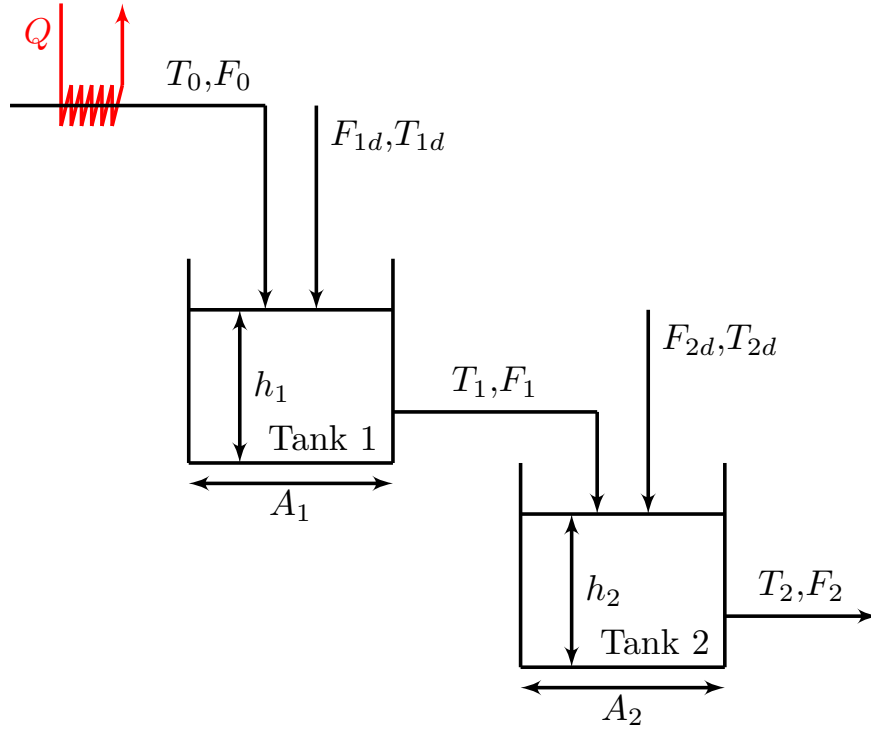 Q
T0,F0
F1d,T1d
h1
Tank 1
A1
T1,F1
F2d,T2d
h2
Tank 2
A2
T2,F2